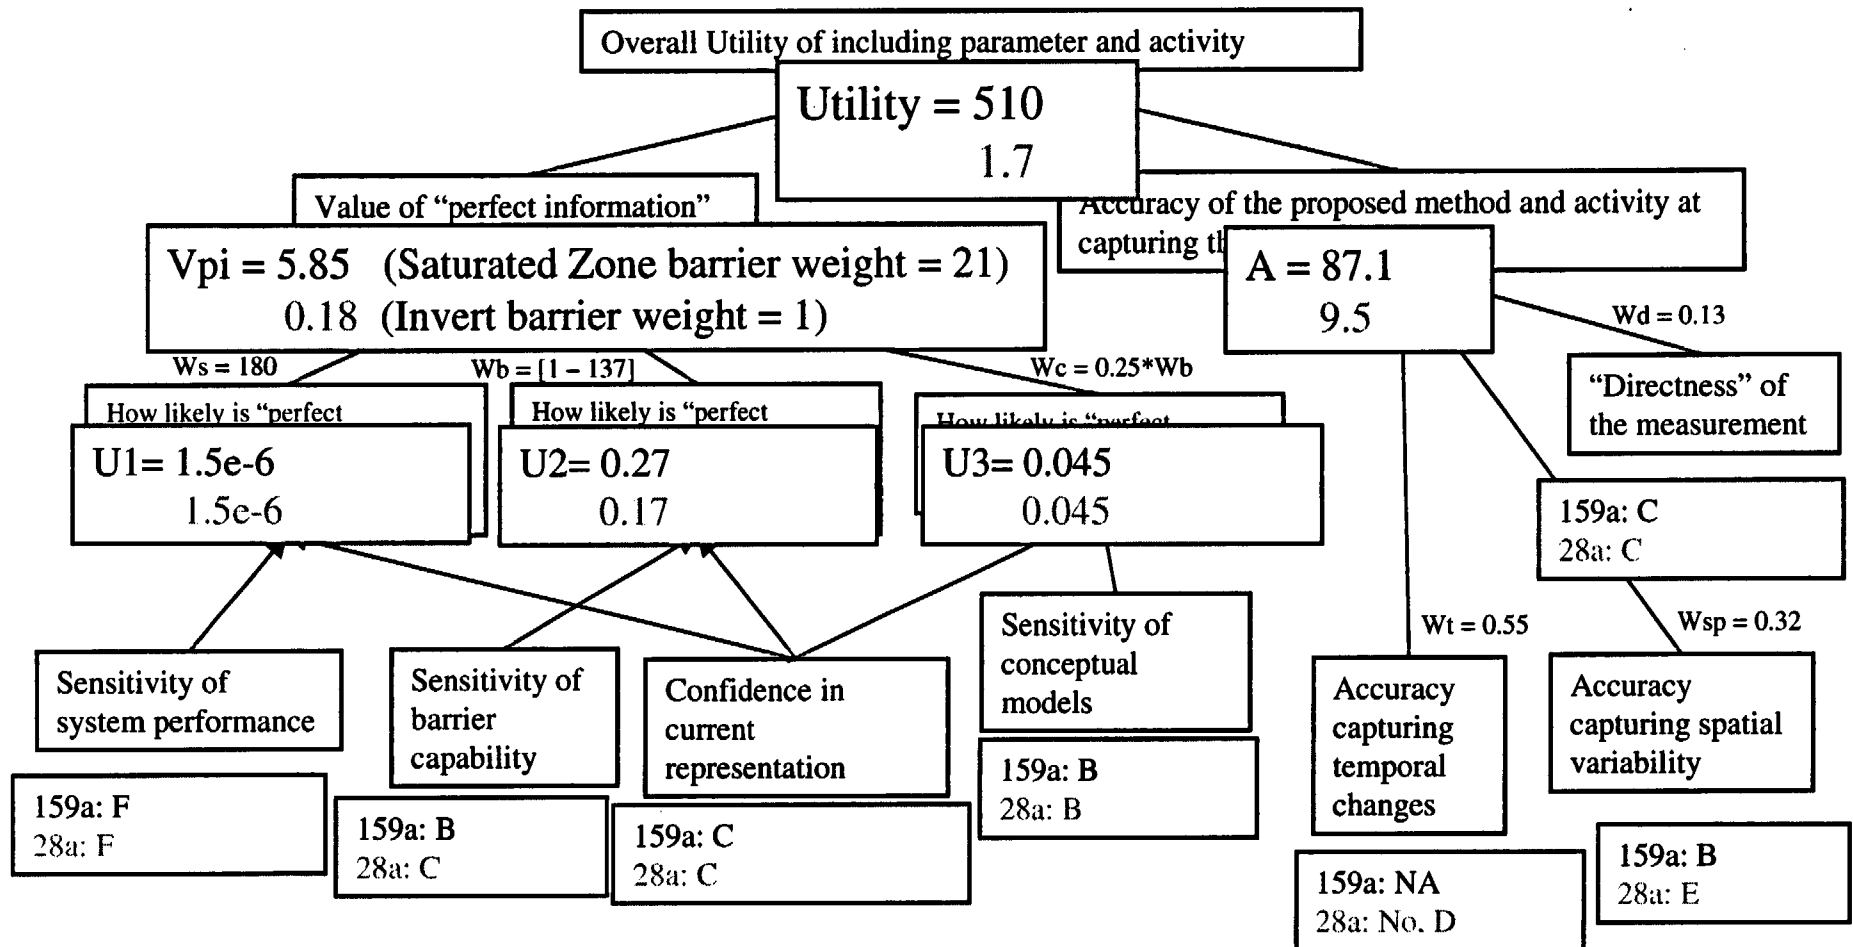 Overall Utility of including parameter and activity
Utility = 510
1.7
Value of “perfect information”
Accuracy of the proposed method and activity at
capturing
Vpi = 5.85 (Saturated Zone barrier weight = 21)
0.18 (Invert barrier weight = 1)
A = 87.1
9.5
Wd = 0.13
Ws = 180
Wb = [1 – 137]
Wc = 0.25*Wb
“Directness” of
the measurement
How likely is “perfect
How likely is “perfect
How likely is “perfect
U1= 1.5e-6
1.5e-6
U2= 0.27
0.17
U3= 0.045
0.045
159a: C
28a: C
Wt = 0.55
Wsp = 0.32
Sensitivity of
system performance
Sensitivity of
barrier
capability
Confidence in
current
representation
Sensitivity of
conceptual
models
Accuracy
capturing
temporal
changes
Accuracy
capturing spatial
variability
159a: F
28a: F
159a: B
28a: C
159a: C
28a: C
159a: B
28a: B
159a: NA
28a: No. D
159a: B
28a: E